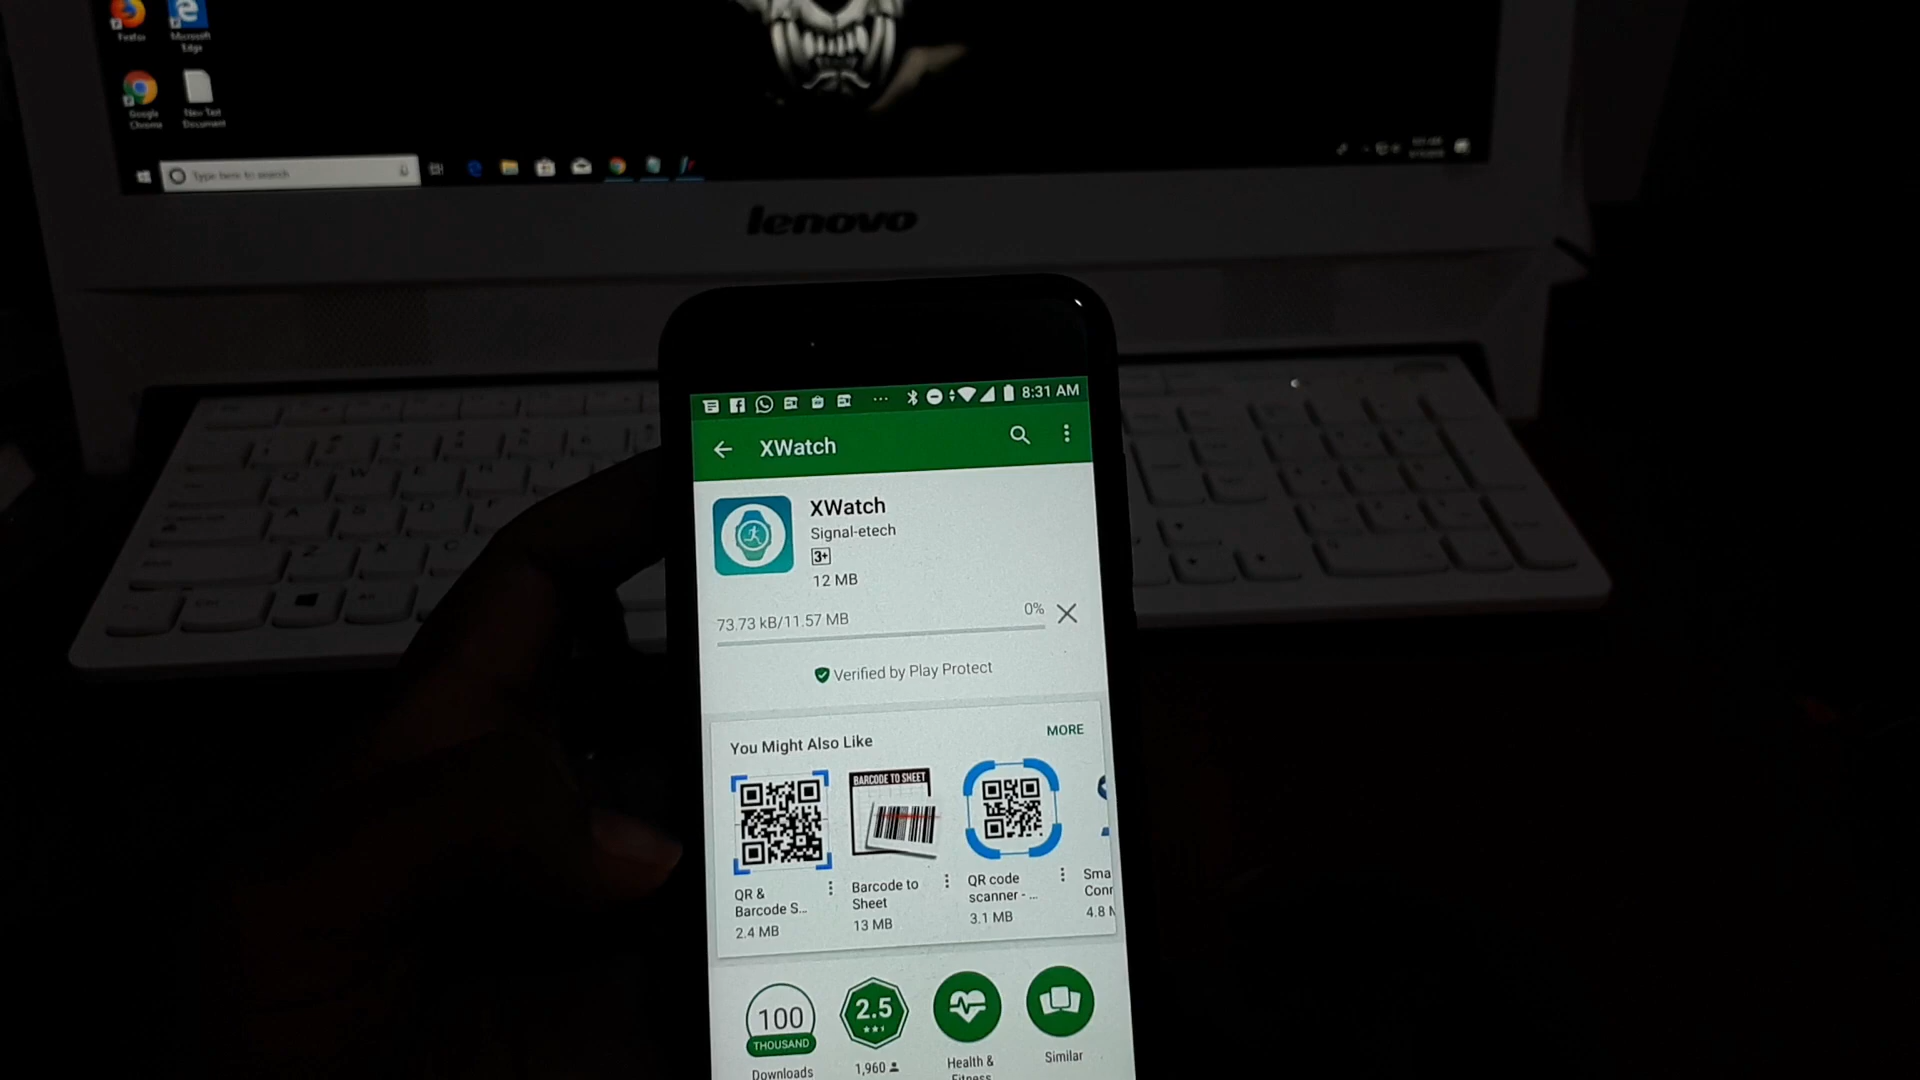 Firefox
Microsoft
Edge
Google
Chrome
New Text
Document
Type here to search
lenovo
8:31 AM
XWatch
XWatch
Signal-etech
3+
12 MB
73.73 kB/11.57 MB
0%
Verified by Play Protect
You Might Also Like
MORE
BARCODE TO SHEET
QR &
Barcode S...
2.4 MB
Barcode to
Sheet
13 MB
QR code
scanner - ...
3.1 MB
Sma
Conr
4.8 M
100
THOUSAND
Downloads
2.5
1,960
Health &
Fitness
Similar